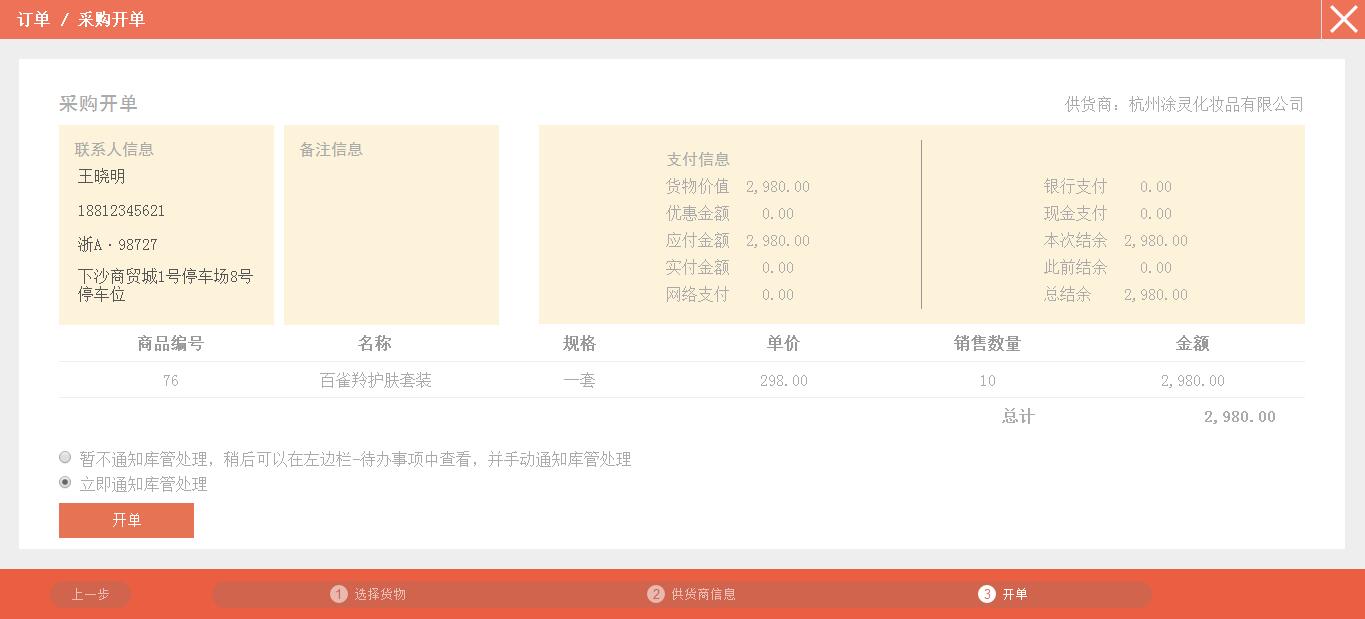 订单 / 采购开单
采购开单
供货商：杭州涂灵化妆品有限公司
联系人信息
王晓明
18812345621
浙A·98727
下沙商贸城1号停车场8号
停车位
备注信息
支付信息
货物价值 2,980.00
优惠金额 0.00
应付金额 2,980.00
实付金额 0.00
网络支付 0.00
银行支付 0.00
现金支付 0.00
本次结余 2,980.00
此前结余 0.00
总结余 2,980.00
商品编号 名称 规格 单价 销售数量 金额
76 百雀羚护肤套装 一套 298.00 10 2,980.00
总计 2,980.00
暂不通知库管处理，稍后可以在左边栏-待办事项中查看，并手动通知库管处理
立即通知库管处理
开单
上一步 1 选择货物 2 供货商信息 3 开单